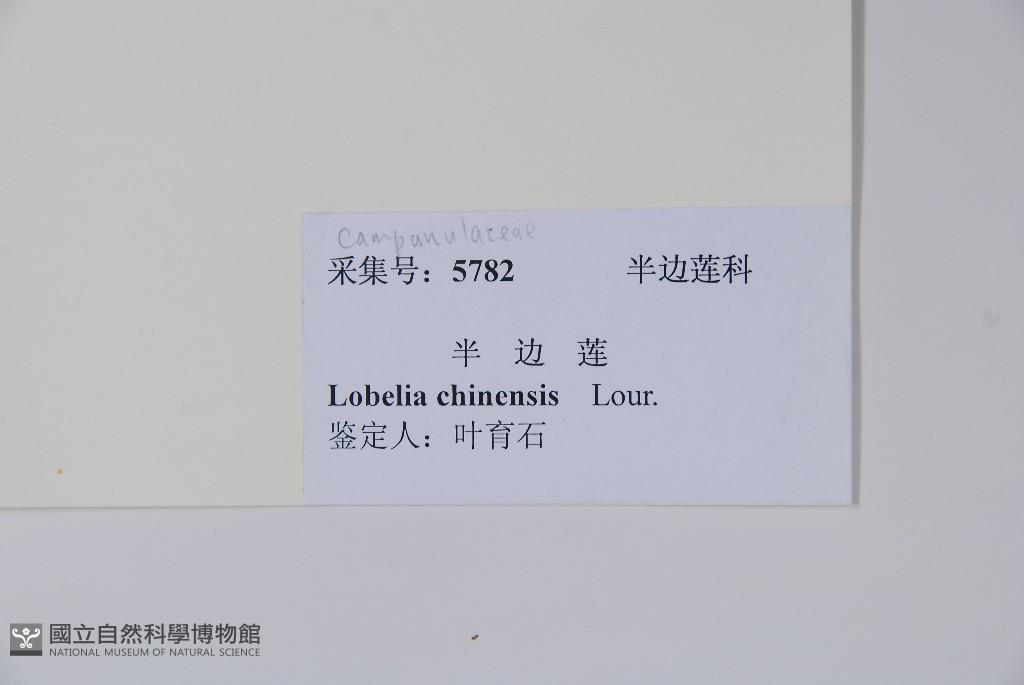 Campanulaceae
采集号：5782 半边莲科
半 边 莲
Lobelia chinensis Lour.
鉴定人：叶育石
國立自然科學博物館
NATIONAL MUSEUM OF NATURAL SCIENCE